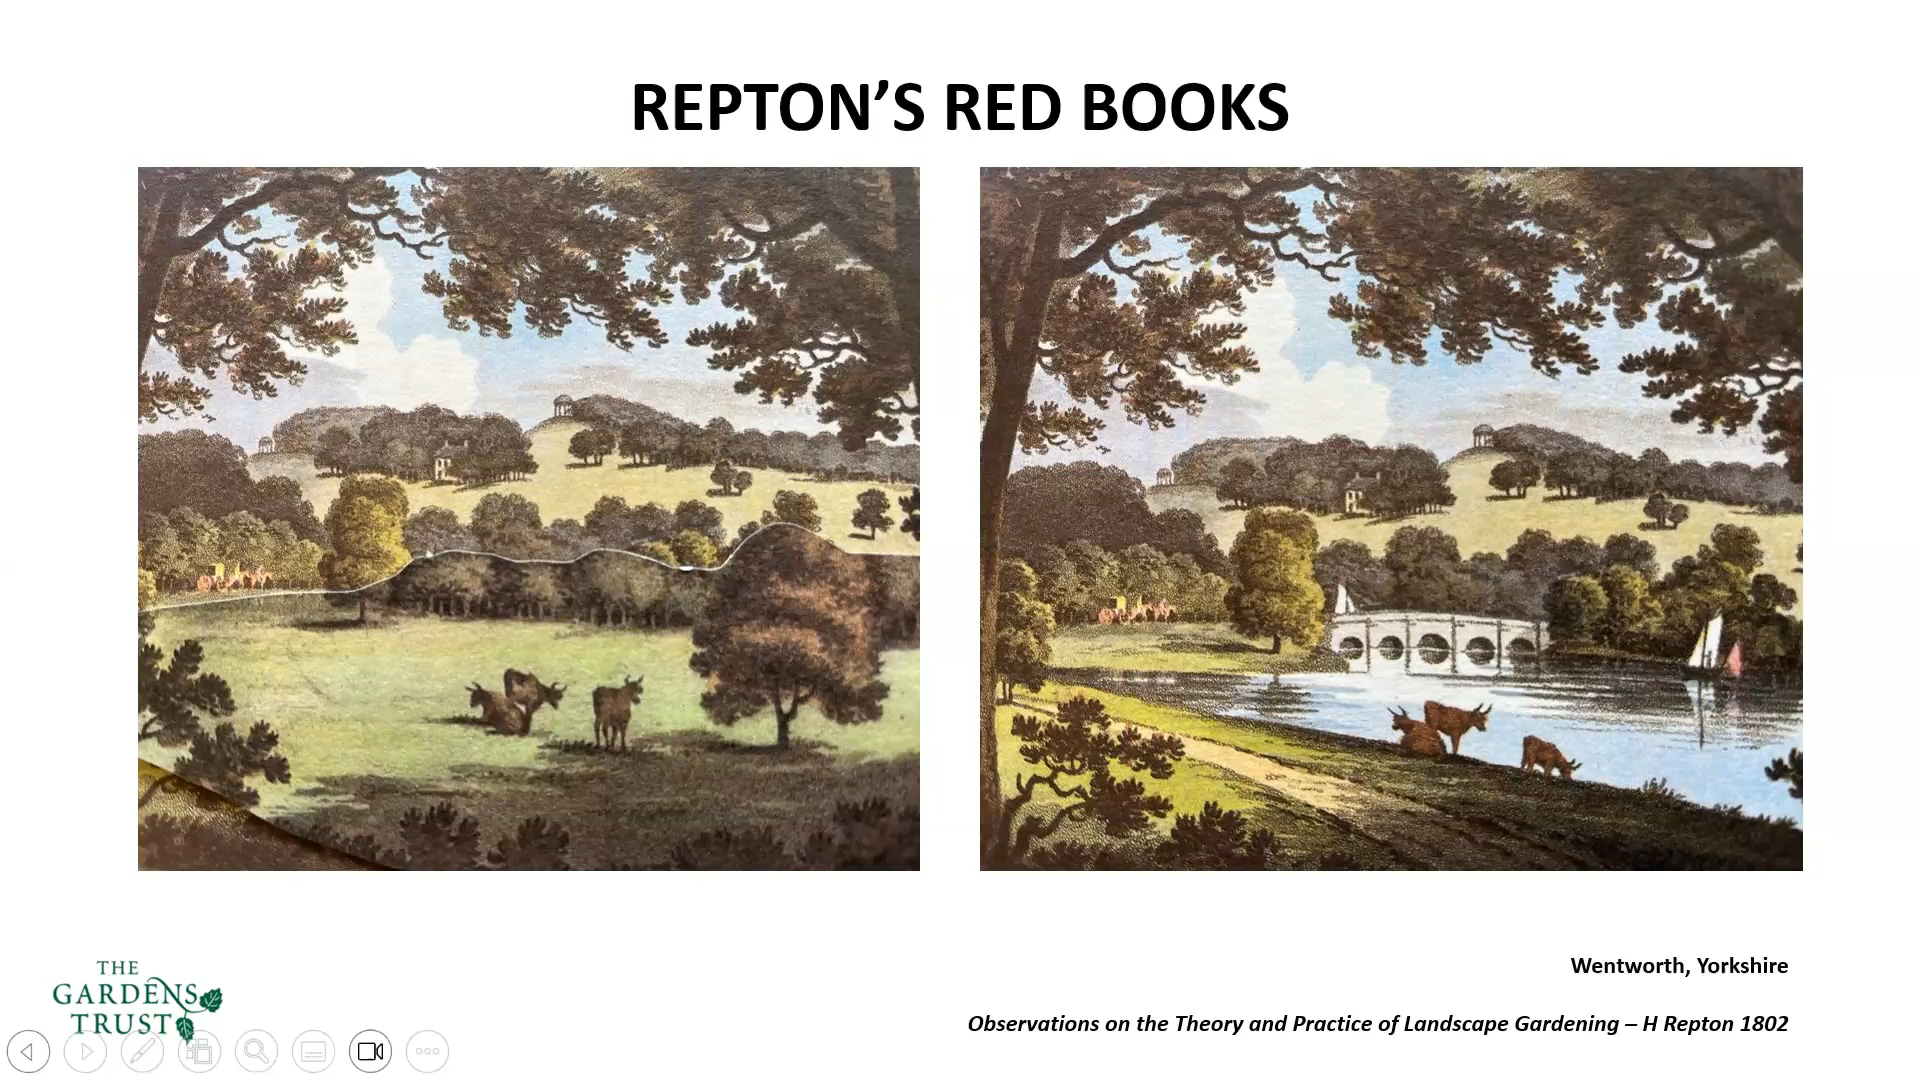 REPTON’S RED BOOKS
Wentworth, Yorkshire
Observations on the Theory and Practice of Landscape Gardening – H Repton 1802
THE
GARDENS
TRUST